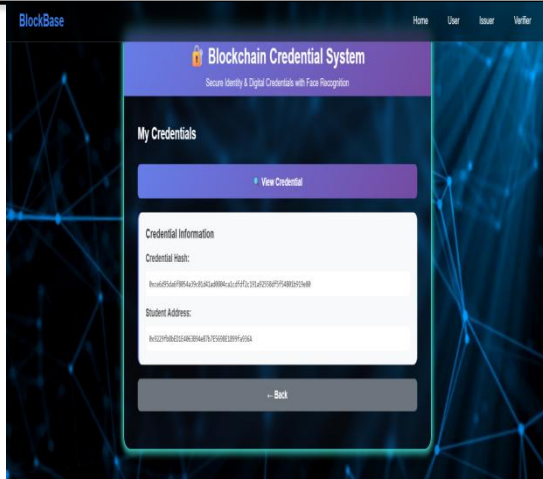 BlockBase
Home User Issuer Verifier
Blockchain Credential System
Secure Identity & Digital Credentials with Face Recognition
My Credentials
View Credential
Credential Information
Credential Hash:
Student Address:
← Back